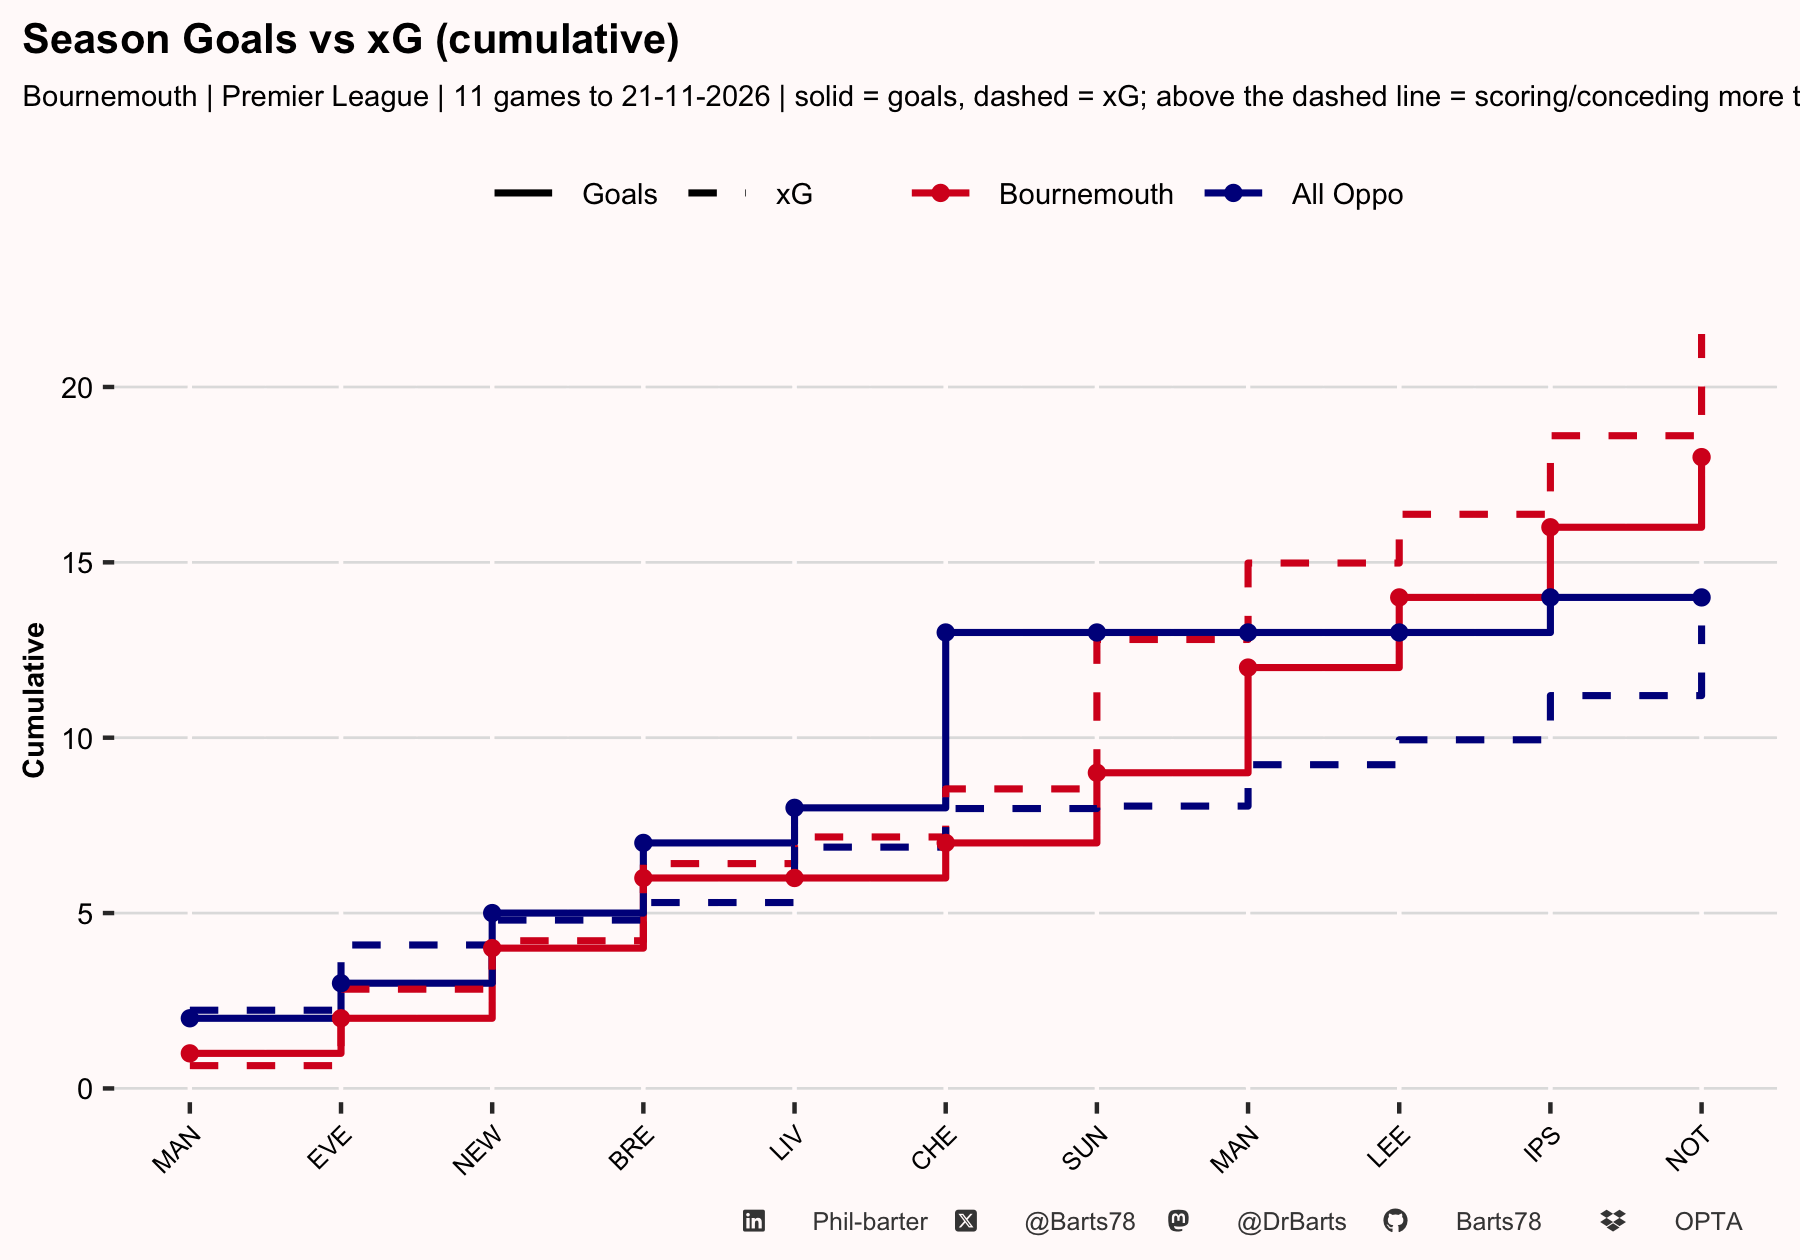 Season Goals vs xG (cumulative)
Bournemouth | Premier League | 11 games to 21-11-2026 | solid = goals, dashed = xG; above the dashed line = scoring/conceding more t
Goals xG Bournemouth All Oppo
Cumulative
20
15
10
5
0
MAN EVE NEW BRE LIV CHE SUN MAN LEE IPS NOT
Phil-barter @Barts78 @DrBarts Barts78 OPTA